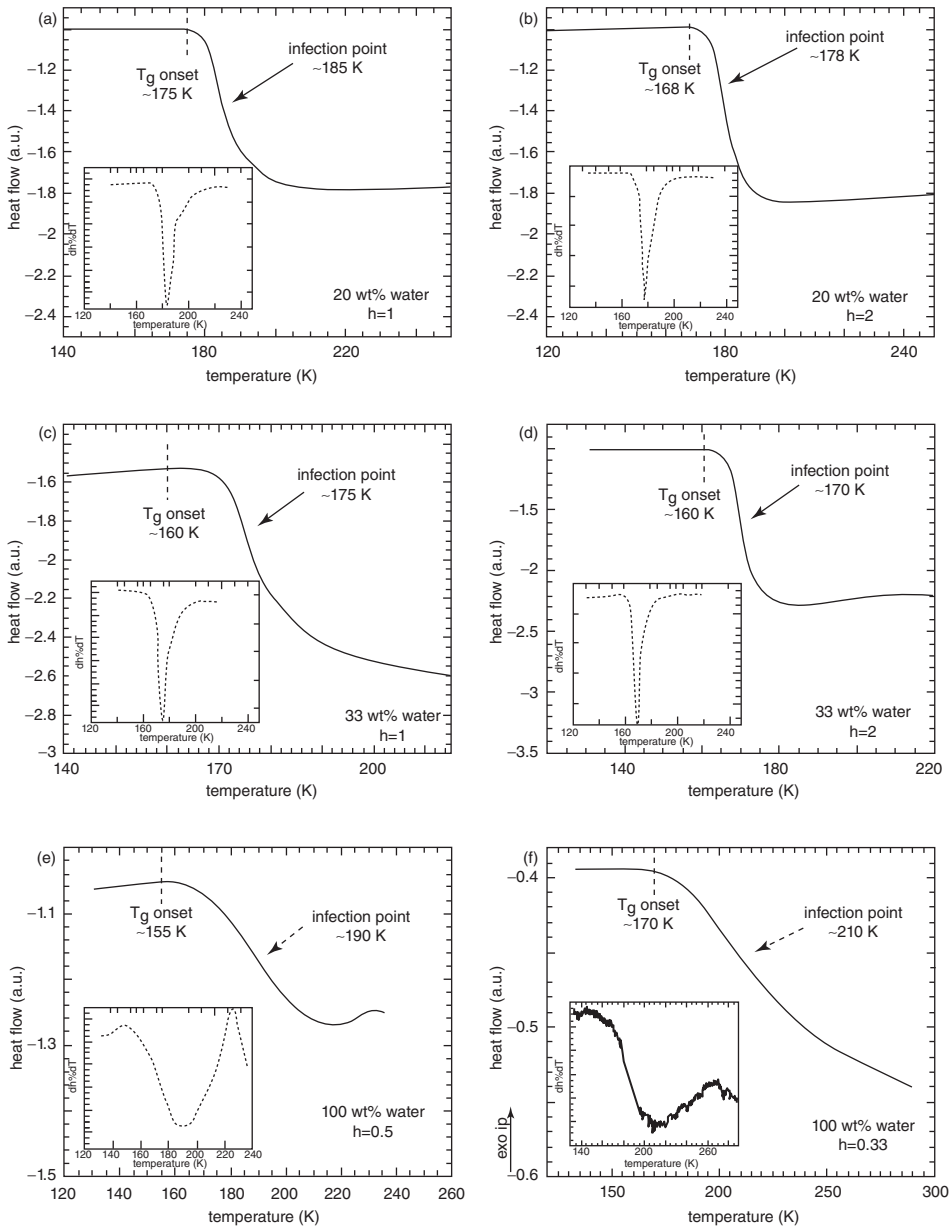 (a)
infection point
~185 K
Tg onset
~175 K
−1.2
−1.4
−1.6
−1.8
−2
−2.2
−2.4
heat flow (a.u.)
dh%dT
120 160 200 240
temperature (K)
20 wt% water
h=1
140 180 220
temperature (K)
(b)
infection point
~178 K
Tg onset
~168 K
−1.2
−1.4
−1.6
−1.8
−2
−2.2
−2.4
heat flow (a.u.)
dh%dT
120 160 200 240
temperature (K)
20 wt% water
h=2
120 180 240
temperature (K)
(c)
infection point
~175 K
Tg onset
~160 K
−1.6
−1.8
−2
−2.2
−2.4
−2.6
−2.8
−3
heat flow (a.u.)
dh%dT
120 160 200 240
temperature (K)
33 wt% water
h=1
140 170 200
temperature (K)
(d)
infection point
~170 K
Tg onset
~160 K
−1
−1.5
−2
−2.5
−3
−3.5
heat flow (a.u.)
dh%dT
120 160 200 240
temperature (K)
33 wt% water
h=2
140 180 220
temperature (K)
(e)
Tg onset
~155 K
infection point
~190 K
−1.1
−1.3
−1.5
heat flow (a.u.)
dh%dT
120 140 160 180 200 220 236
temperature (K)
100 wt% water
h=0.5
120 140 160 180 200 220 240 260
temperature (K)
(f)
Tg onset
~170 K
infection point
~210 K
−0.4
−0.5
−0.6
heat flow (a.u.)
exo ip
dh%dT
140 200 260
temperature (K)
100 wt% water
h=0.33
150 200 250 300
temperature (K)